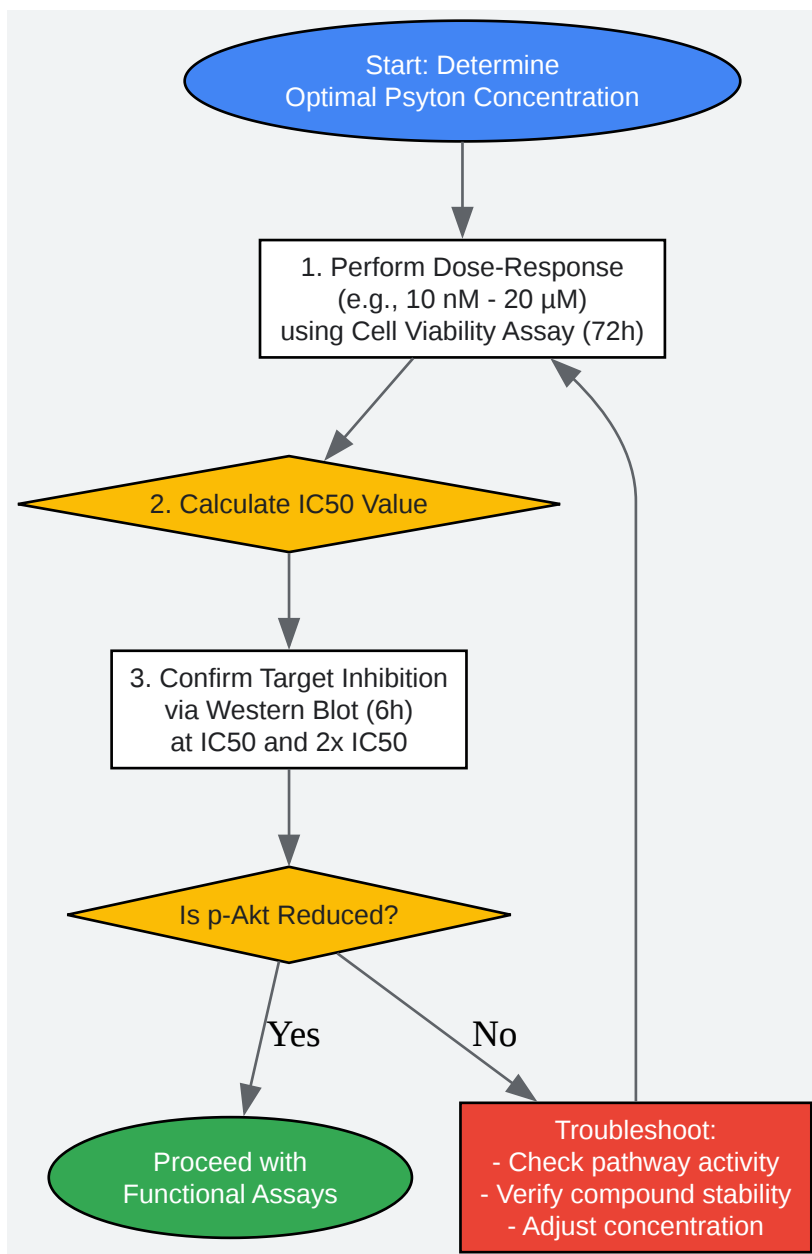 Start: Determine
Optimal Psyton Concentration
1. Perform Dose-Response
(e.g., 10 nM - 20 µM)
using Cell Viability Assay (72h)
2. Calculate IC50 Value
3. Confirm Target Inhibition
via Western Blot (6h)
at IC50 and 2x IC50
Is p-Akt Reduced?
Yes
No
Proceed with
Functional Assays
Troubleshoot:
- Check pathway activity
- Verify compound stability
- Adjust concentration